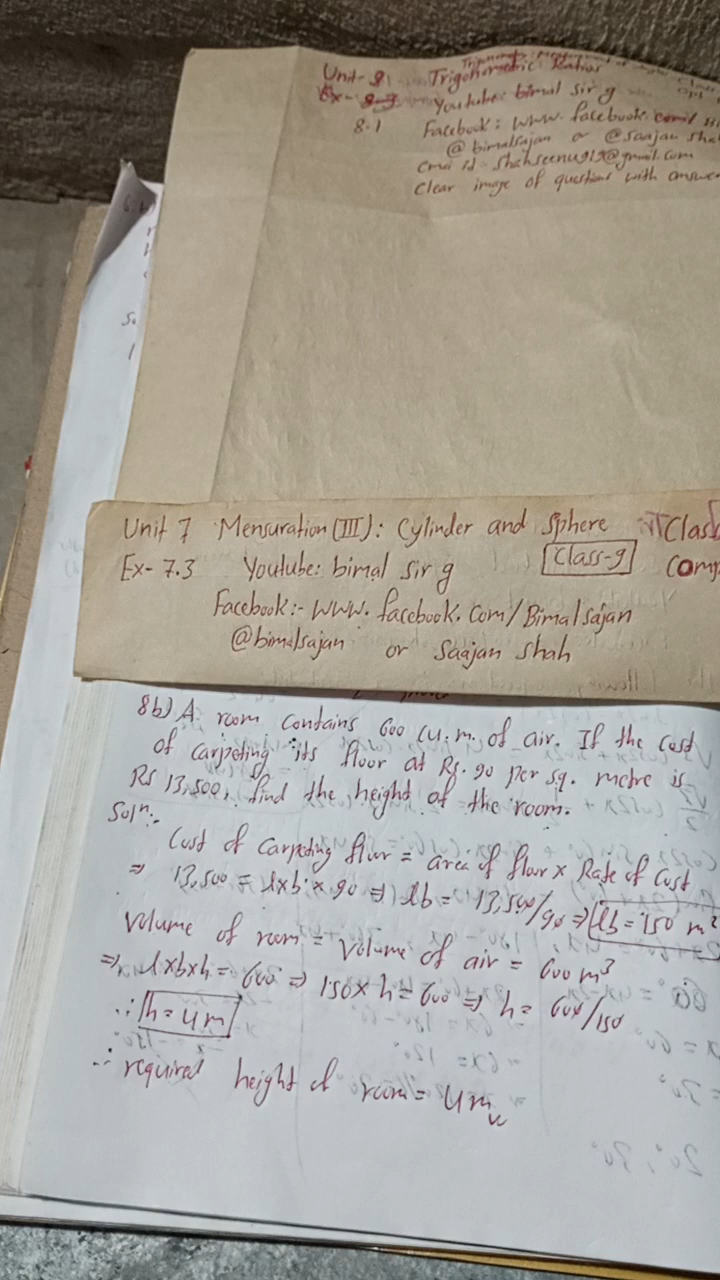 Unit-8 Trigonometric Ratios
Ex-
8.1 Youtube: bimal sir g
Facebook: www.facebook.com/
@bimalsajan or @saajan sha
Clear image of questions with answe
Unit 7 Mensuration (III): Cylinder and Sphere Class
Ex- 7.3 Youtube: bimal sir g Class-9 Comp
Facebook:- www.facebook.com/Bimalsajan
@bimalsajan or Saajan Shah
8b) A room contains 600 cu.m. of air. If the cost
of carpeting its floor at Rs. 90 per sq. metre is
Rs 13,500, find the height of the room.
Soln:-
Cost of carpeting floor = area of floor x Rate of Cost
⇒ 13,500 = l×b×90 ⇒ lb = 13,500/90 ⇒ lb = 150 m²
Volume of room = Volume of air = 600 m³
⇒ l×b×h = 600 ⇒ 150×h = 600 ⇒ h = 600/150
∴ h = 4m
∴ required height of room = 4m